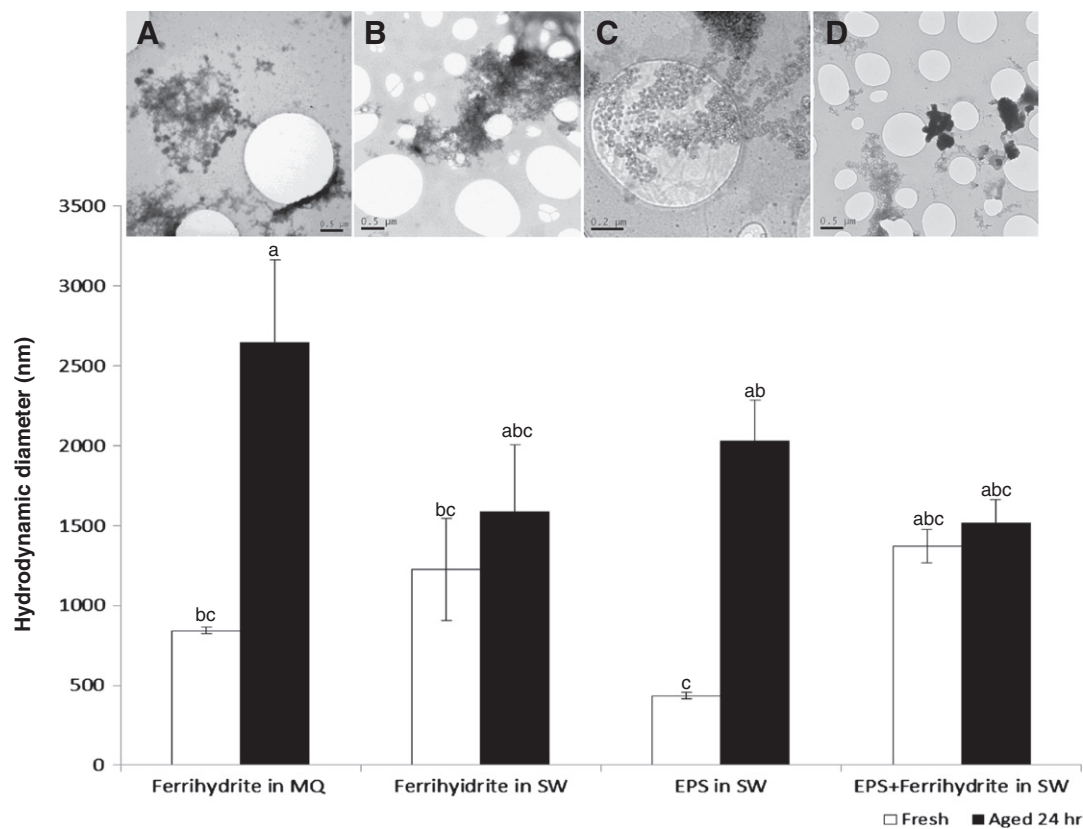 A B C D
0.5 µm 0.5 µm 0.2 µm 0.5 µm
3500
3000
2500
2000
1500
1000
500
0
Hydrodynamic diameter (nm)
a
bc
abc
bc
ab
c
abc
abc
Ferrihydrite in MQ Ferrihyidrite in SW EPS in SW EPS+Ferrihydrite in SW
Fresh Aged 24 hr